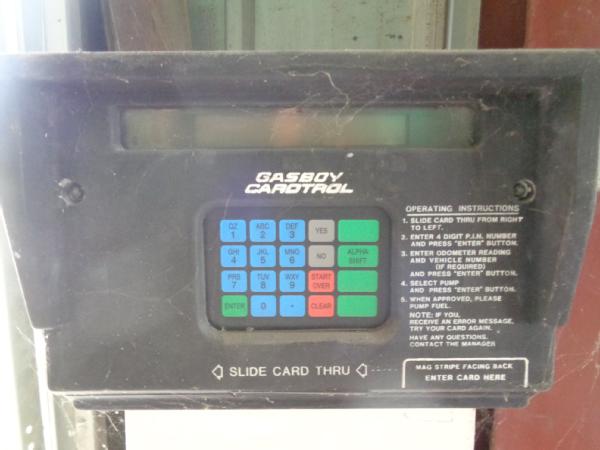 GASBOY
CARDTROL
QZ ABC DEF
1 2 3 YES
GHI JKL MNO ALPHA
4 5 6 NO SHIFT
PRS TUV WXY START
7 8 9 OVER
ENTER 0 - CLEAR
OPERATING INSTRUCTIONS
1. SLIDE CARD THRU FROM RIGHT
TO LEFT.
2. ENTER 4 DIGIT P.I.N. NUMBER
AND PRESS "ENTER" BUTTON.
3. ENTER ODOMETER READING
AND VEHICLE NUMBER
(IF REQUIRED)
AND PRESS "ENTER" BUTTON.
4. SELECT PUMP
AND PRESS "ENTER" BUTTON.
5. WHEN APPROVED, PLEASE
PUMP FUEL.
NOTE: IF YOU,
RECEIVE AN ERROR MESSAGE,
TRY YOUR CARD AGAIN.
HAVE ANY QUESTIONS,
CONTACT THE MANAGER
SLIDE CARD THRU
MAG STRIPE FACING BACK
ENTER CARD HERE